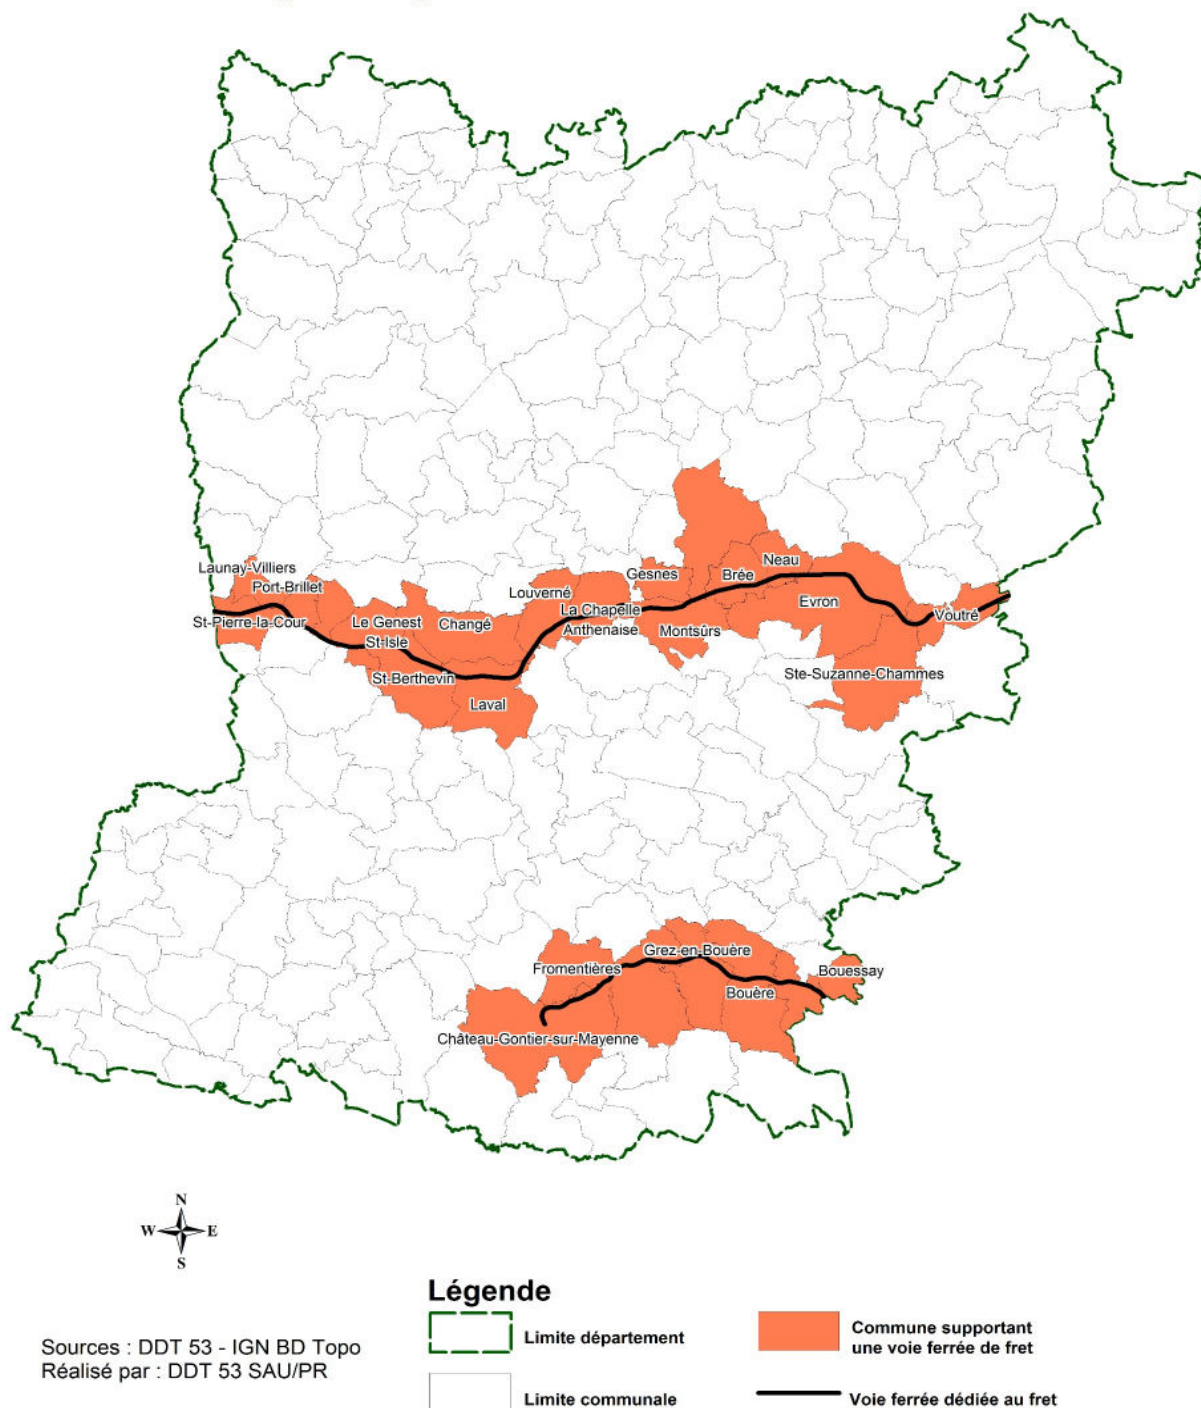 Launay-Villiers
Port-Brillet
St-Pierre-la-Cour
Le Genest
St-Isle
Changé
St-Berthevin
Laval
Louverné
La Chapelle
Anthenaise
Gesnes
Montsûrs
Brée
Neau
Evron
Voutré
Ste-Suzanne-Chammes
Grez-en-Bouère
Fromentières
Bouessay
Bouère
Château-Gontier-sur-Mayenne
N
W E
S
Légende
Limite département
Commune supportant
une voie ferrée de fret
Limite communale
Voie ferrée dédiée au fret
Sources : DDT 53 - IGN BD Topo
Réalisé par : DDT 53 SAU/PR